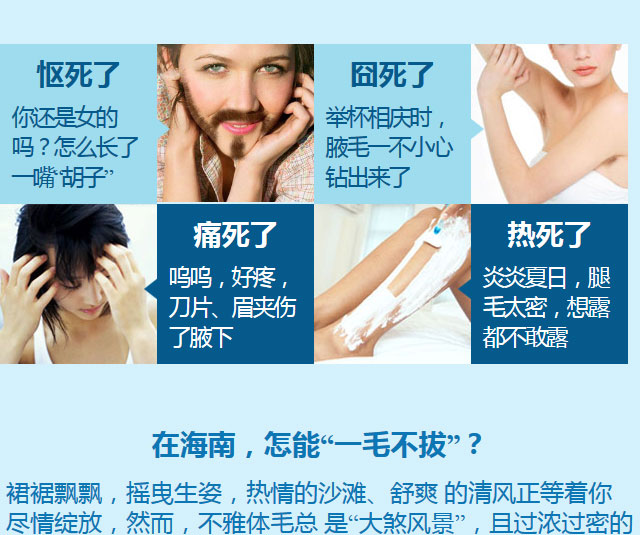 怄死了
你还是女的
吗？怎么长了
一嘴“胡子”
囧死了
举杯相庆时，
腋毛一不小心
钻出来了
痛死了
呜呜，好疼，
刀片、眉夹伤
了腋下
热死了
炎炎夏日，腿
毛太密，想露
都不敢露
在海南，怎能“一毛不拔”？
裙裾飘飘，摇曳生姿，热情的沙滩、舒爽 的清风正等着你
尽情绽放，然而，不雅体毛总 是“大煞风景”，且过浓过密的